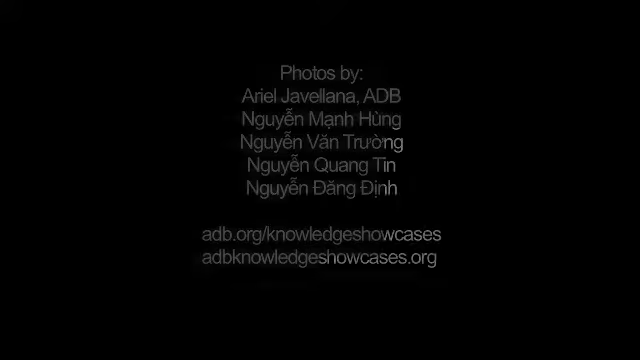 Photos by:
Ariel Javellana, ADB
Nguyễn Mạnh Hùng
Nguyễn Văn Trường
Nguyễn Quang Tin
Nguyễn Đăng Định
adb.org/knowledgeshowcases
adbknowledgeshowcases.org